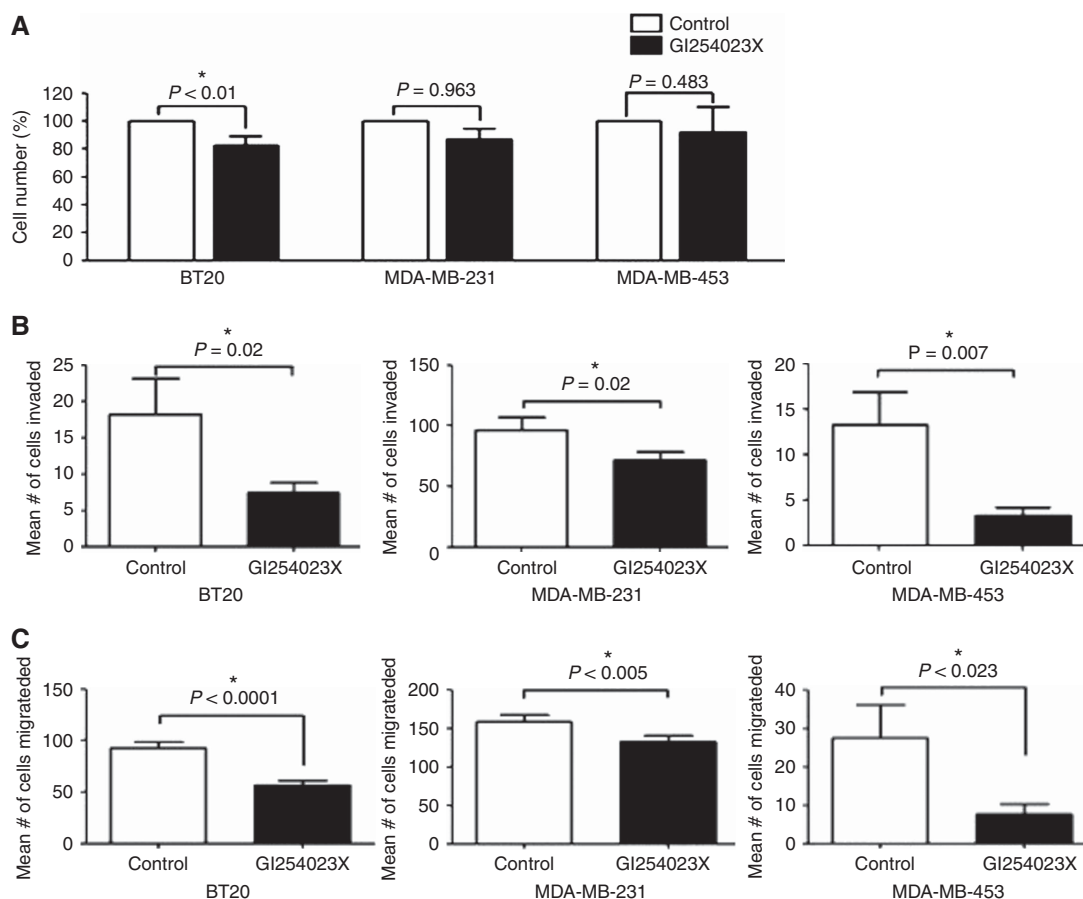 A
Control
GI254023X
*
P < 0.01
P = 0.963
P = 0.483
Cell number (%)
120
100
80
60
40
20
0
BT20
MDA-MB-231
MDA-MB-453
B
*
P = 0.02
Mean # of cells invaded
25
20
15
10
5
0
Control
GI254023X
BT20
*
P = 0.02
Mean # of cells invaded
150
100
50
0
Control
GI254023X
MDA-MB-231
*
P = 0.007
Mean # of cells invaded
20
15
10
5
0
Control
GI254023X
MDA-MB-453
C
*
P < 0.0001
Mean # of cells migrateded
150
100
50
0
Control
GI254023X
BT20
*
P < 0.005
Mean # of cells migrateded
200
150
100
50
0
Control
GI254023X
MDA-MB-231
*
P < 0.023
Mean # of cells migrateded
40
30
20
10
0
Control
GI254023X
MDA-MB-453